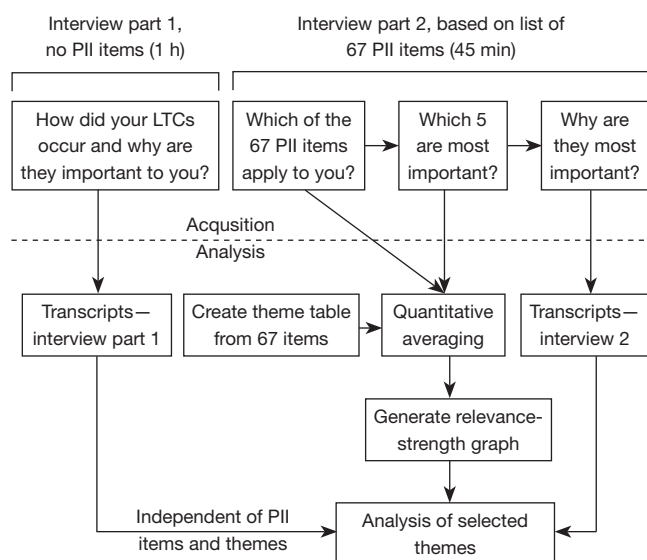 Interview part 1,
no PII items (1 h)
Interview part 2, based on list of
67 PII items (45 min)
How did your LTCs
occur and why are
they important to you?
Which of the
67 PII items
apply to you?
Which 5
are most
important?
Why are
they most
important?
Acqusition
Analysis
Transcripts—
interview part 1
Create theme table
from 67 items
Quantitative
averaging
Transcripts—
interview 2
Generate relevance-
strength graph
Independent of PII
items and themes
Analysis of selected
themes